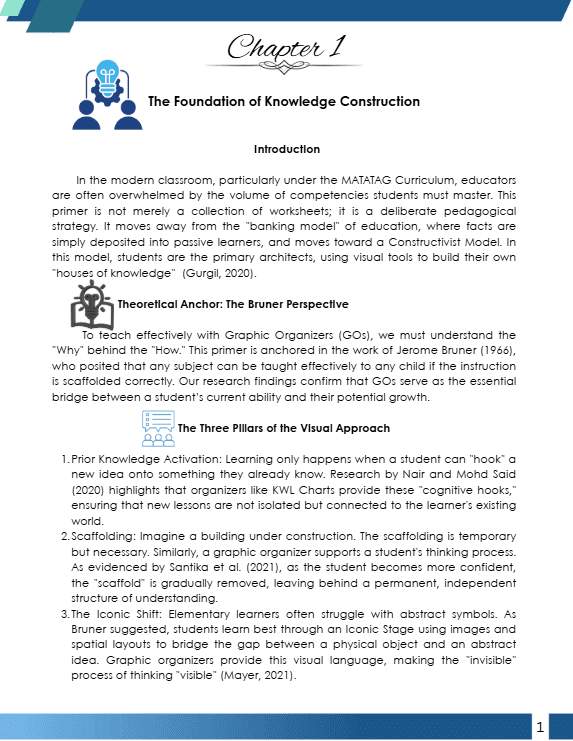 Chapter 1
The Foundation of Knowledge Construction
Introduction
In the modern classroom, particularly under the MATATAG Curriculum, educators
are often overwhelmed by the volume of competencies students must master. This
primer is not merely a collection of worksheets; it is a deliberate pedagogical
strategy. It moves away from the "banking model" of education, where facts are
simply deposited into passive learners, and moves toward a Constructivist Model. In
this model, students are the primary architects, using visual tools to build their own
"houses of knowledge" (Gurgil, 2020).
Theoretical Anchor: The Bruner Perspective
To teach effectively with Graphic Organizers (GOs), we must understand the
"Why" behind the "How." This primer is anchored in the work of Jerome Bruner (1966),
who posited that any subject can be taught effectively to any child if the instruction
is scaffolded correctly. Our research findings confirm that GOs serve as the essential
bridge between a student's current ability and their potential growth.
The Three Pillars of the Visual Approach
1. Prior Knowledge Activation: Learning only happens when a student can "hook" a
new idea onto something they already know. Research by Nair and Mohd Said
(2020) highlights that organizers like KWL Charts provide these "cognitive hooks,"
ensuring that new lessons are not isolated but connected to the learner's existing
world.
2. Scaffolding: Imagine a building under construction. The scaffolding is temporary
but necessary. Similarly, a graphic organizer supports a student's thinking process.
As evidenced by Santika et al. (2021), as the student becomes more confident,
the "scaffold" is gradually removed, leaving behind a permanent, independent
structure of understanding.
3. The Iconic Shift: Elementary learners often struggle with abstract symbols. As
Bruner suggested, students learn best through an Iconic Stage using images and
spatial layouts to bridge the gap between a physical object and an abstract
idea. Graphic organizers provide this visual language, making the "invisible"
process of thinking "visible" (Mayer, 2021).
1